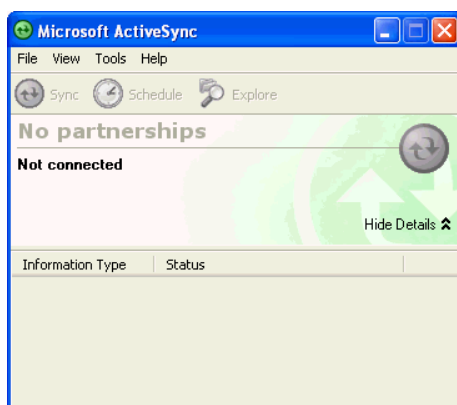 Microsoft ActiveSync
File View Tools Help
Sync Schedule Explore
No partnerships
Not connected
Hide Details
Information Type Status